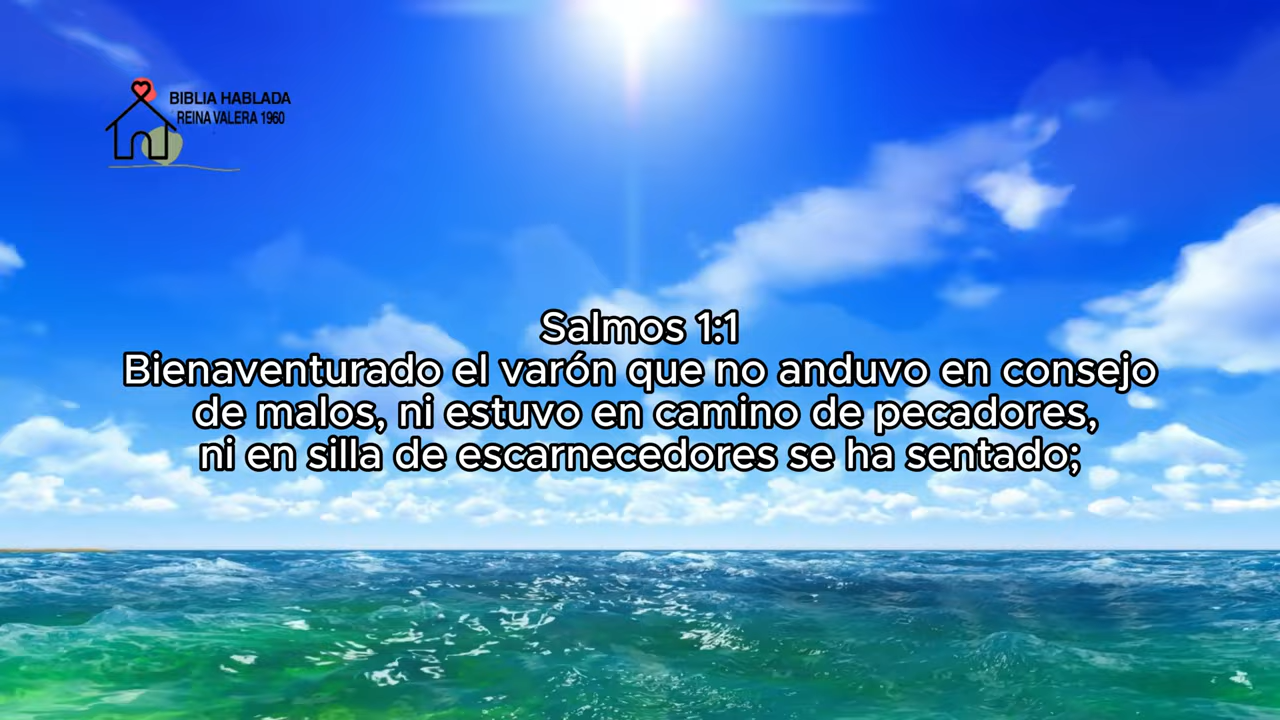 BIBLIA HABLADA
REINA VALERA 1960
Salmos 1:1
Bienaventurado el varón que no anduvo en consejo
de malos, ni estuvo en camino de pecadores,
ni en silla de escarnecedores se ha sentado;